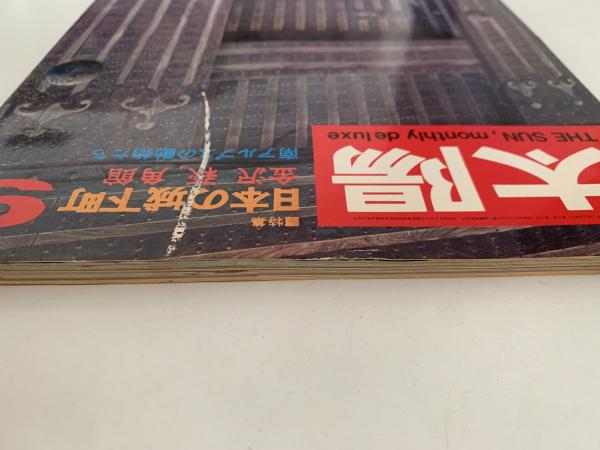 太陽
THE SUN, monthly de luxe
特集
日本の城下町
金沢、萩、角館
南アルプスの動物たち